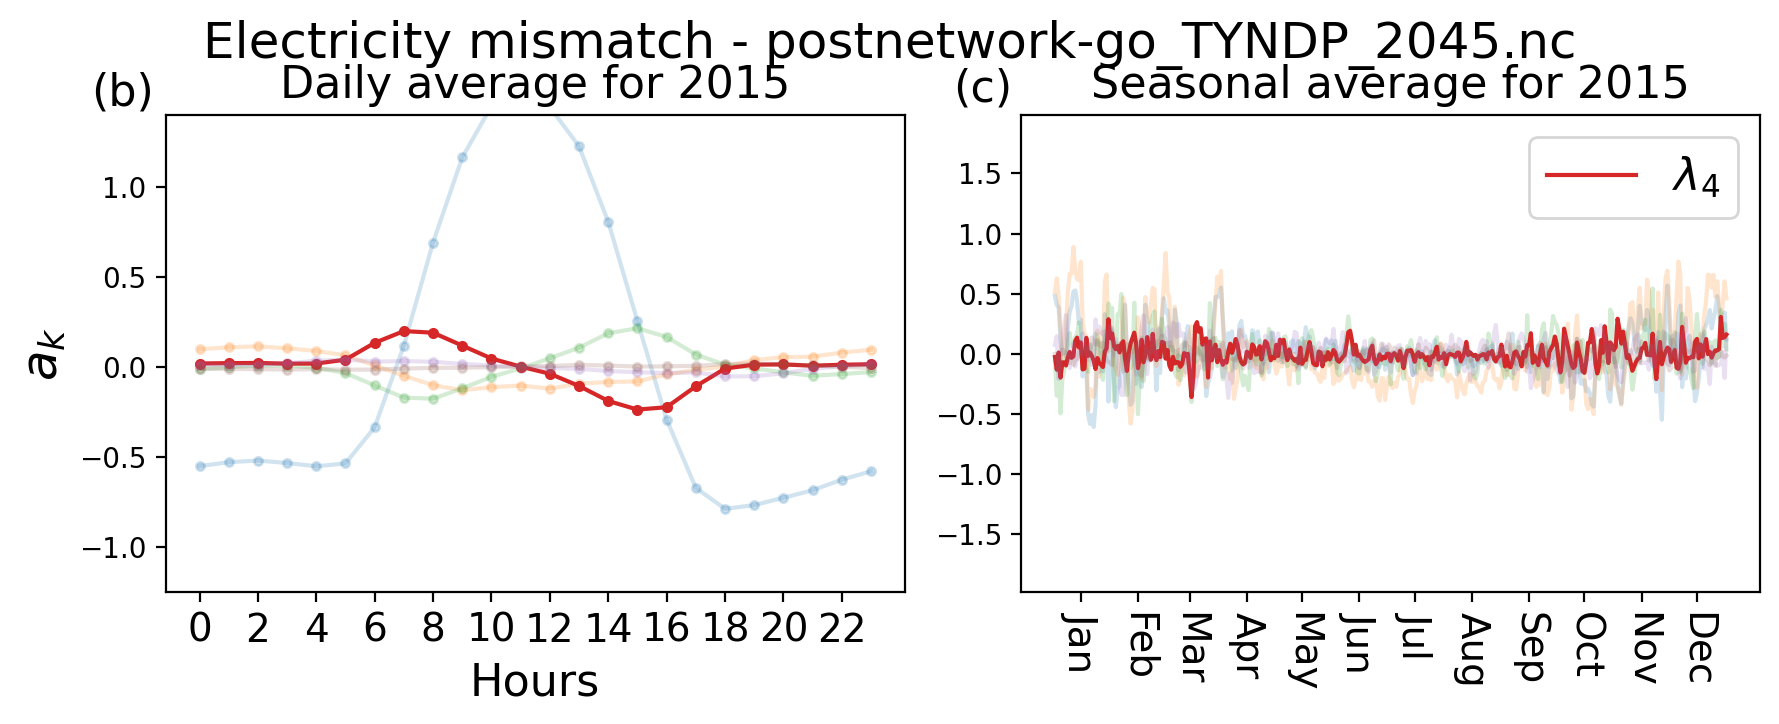 Electricity mismatch - postnetwork-go_TYNDP_2045.nc
(b) Daily average for 2015
1.0
0.5
0.0
−0.5
−1.0
a_k
0 2 4 6 8 10 12 14 16 18 20 22
Hours
(c) Seasonal average for 2015
λ_4
1.5
1.0
0.5
0.0
−0.5
−1.0
−1.5
Jan Feb Mar Apr May Jun Jul Aug Sep Oct Nov Dec